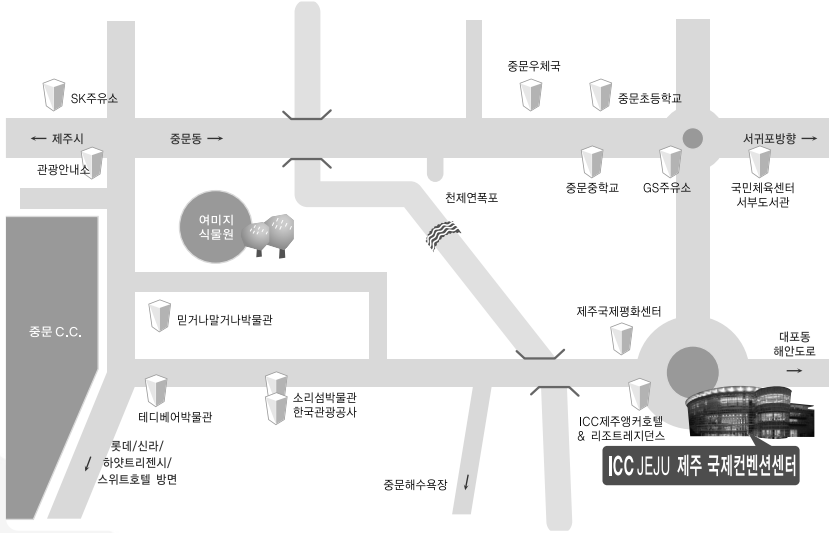 중문우체국
SK주유소
중문초등학교
← 제주시
중문동 →
서귀포방향 →
관광안내소
중문중학교
GS주유소
국민체육센터
서부도서관
천제연폭포
여미지
식물원
제주국제평화센터
믿거나말거나박물관
중문 C.C.
대포동
해안도로
→
소리섬박물관
한국관광공사
테디베어박물관
ICC제주앵커호텔
& 리조트레지던스
롯데/신라/
하얏트리젠시/
스위트호텔 방면
ICC JEJU 제주 국제컨벤션센터
중문해수욕장